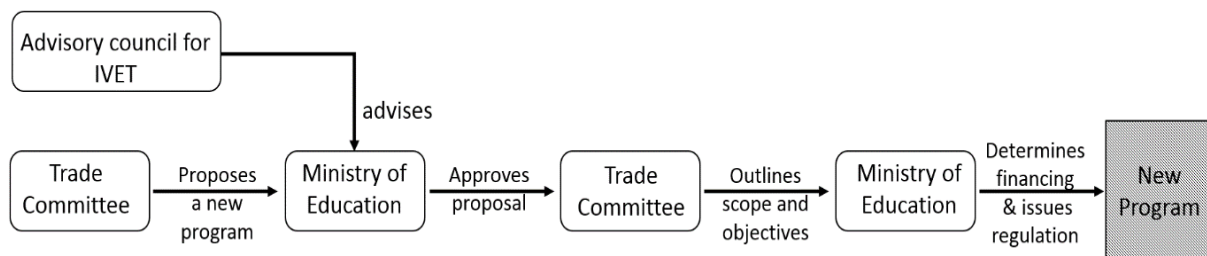 Advisory council for
IVET
advises
Trade
Committee
Proposes
a new
program
Ministry of
Education
Approves
proposal
Trade
Committee
Outlines
scope and
objectives
Ministry of
Education
Determines
financing
& issues
regulation
New
Program